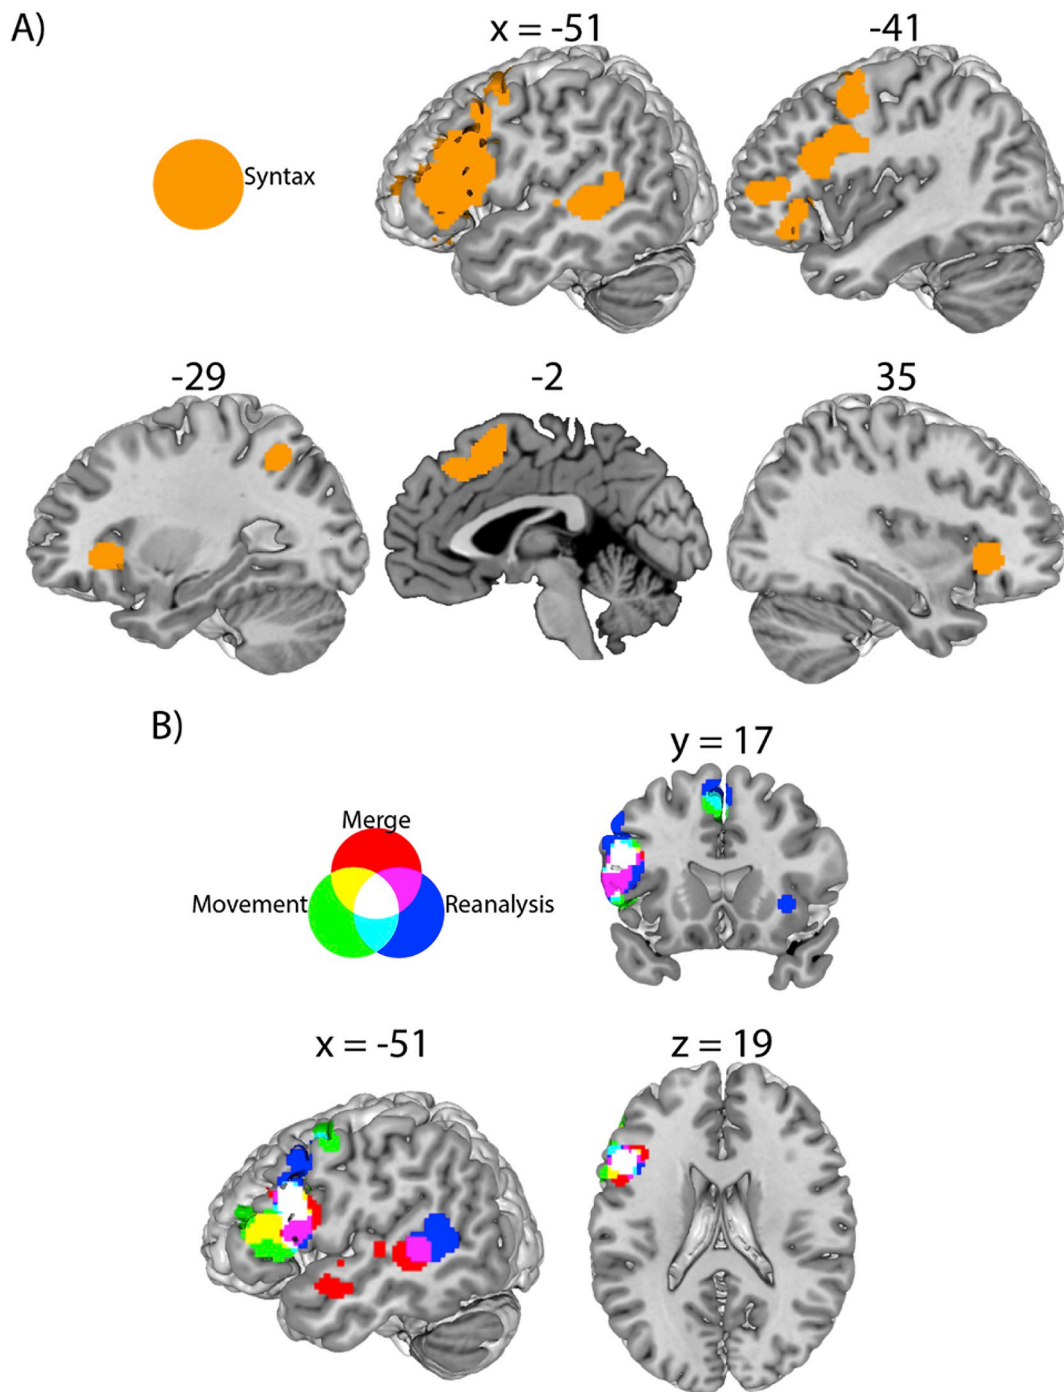 A)
x = -51
-41
Syntax
-29
-2
35
B)
y = 17
Merge
Movement
Reanalysis
x = -51
z = 19